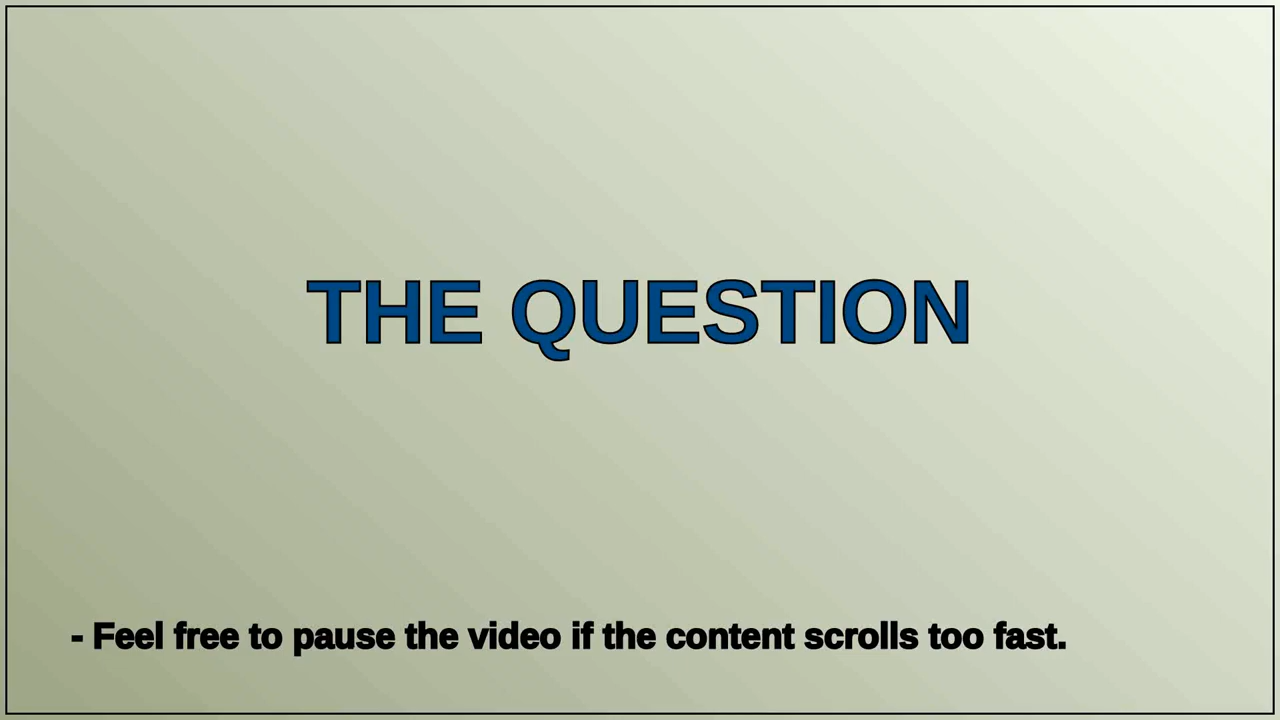 THE QUESTION
- Feel free to pause the video if the content scrolls too fast.